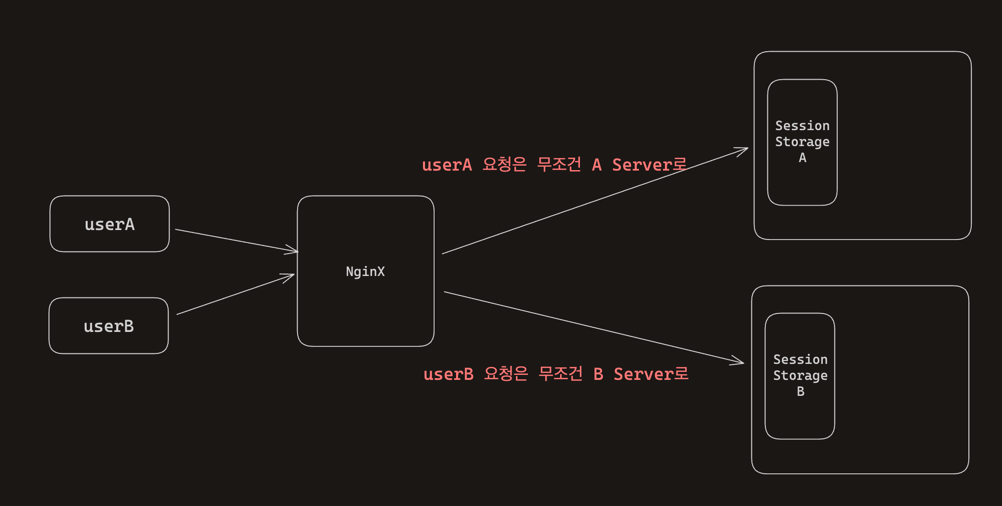 userA
userB
NginX
userA 요청은 무조건 A Server로
userB 요청은 무조건 B Server로
Session
Storage
A
Session
Storage
B